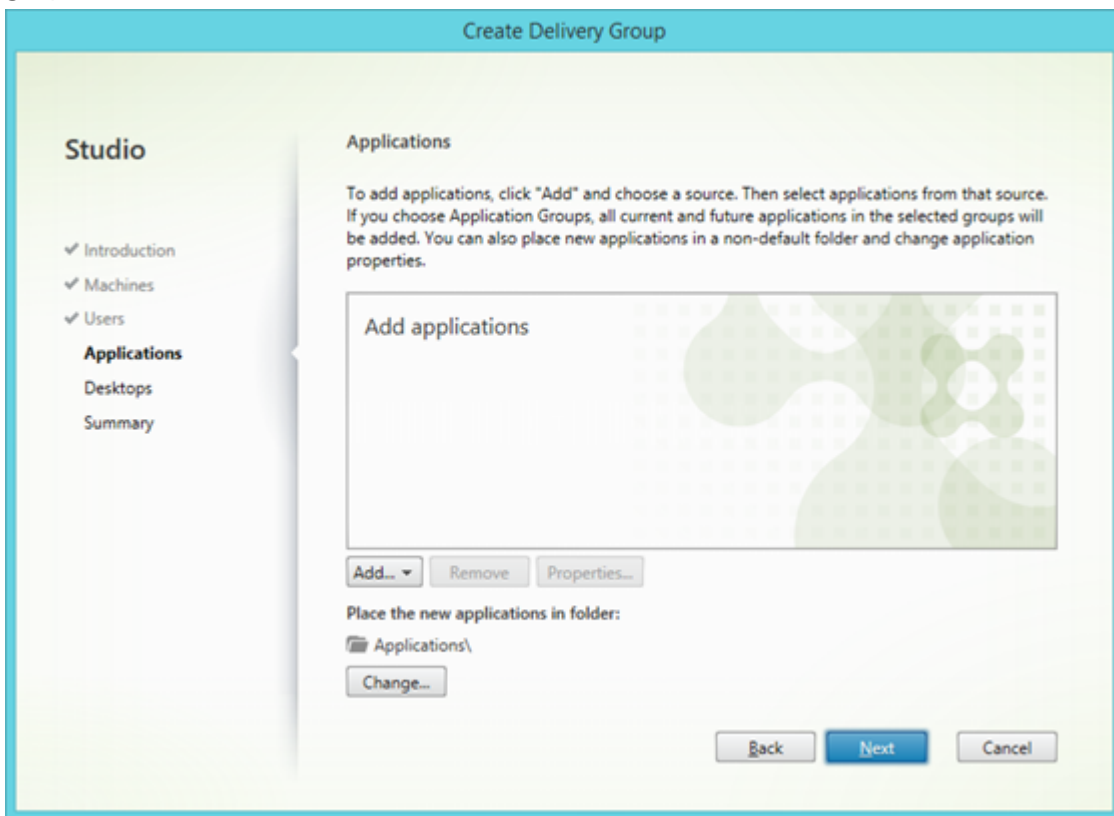 Create Delivery Group
Studio
✔ Introduction
✔ Machines
✔ Users
Applications
Desktops
Summary
Applications
To add applications, click "Add" and choose a source. Then select applications from that source.
If you choose Application Groups, all current and future applications in the selected groups will
be added. You can also place new applications in a non-default folder and change application
properties.
Add applications
Add...
Remove
Properties...
Place the new applications in folder:
Applications\
Change...
Back
Next
Cancel